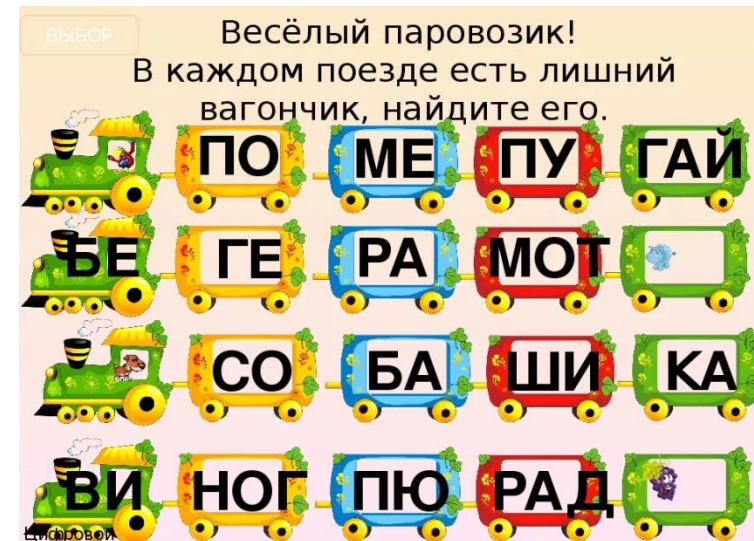 ВЫБОР
Весёлый паровозик!
В каждом поезде есть лишний
вагончик, найдите его.
ПО МЕ ПУ ГАЙ
БЕ ГЕ РА МОТ
СО БА ШИ КА
ВИ НОГ ПЮ РАД
Цифровой